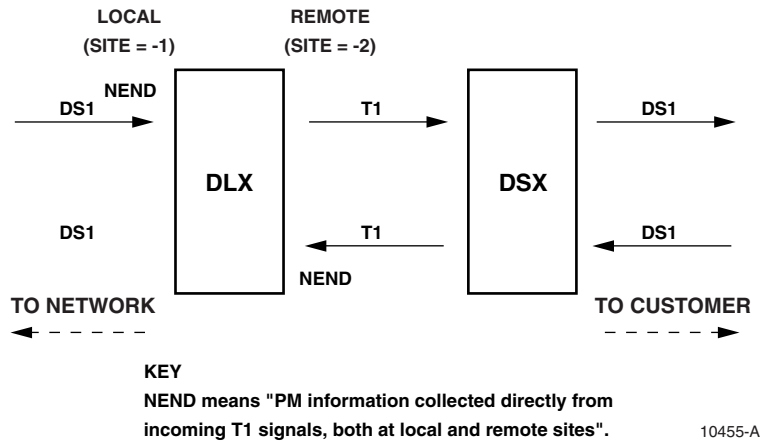 LOCAL REMOTE
(SITE = -1) (SITE = -2)
NEND
DS1 T1 DS1
DLX DSX
DS1 T1 DS1
NEND
TO NETWORK TO CUSTOMER
KEY
NEND means "PM information collected directly from
incoming T1 signals, both at local and remote sites".
10455-A